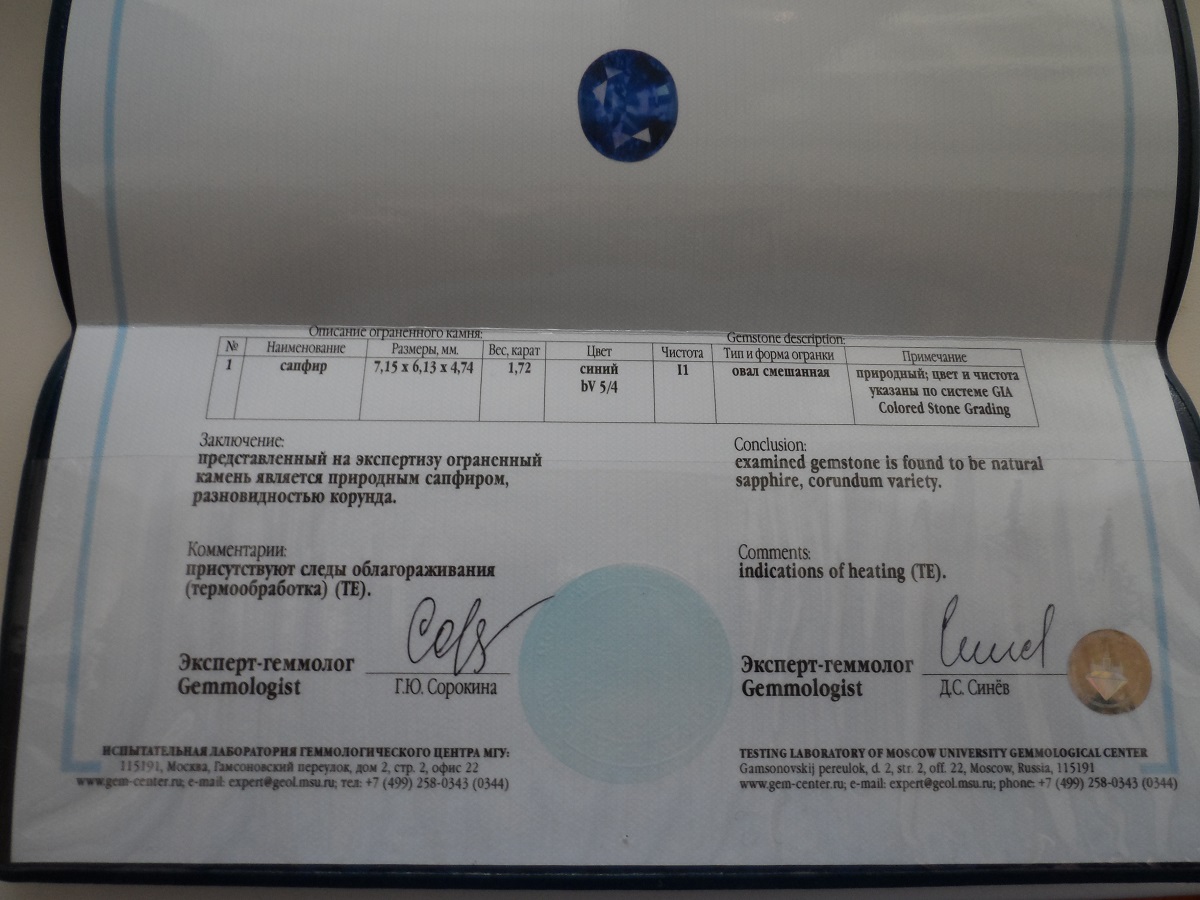 Описание ограненного камня:
Gemstone description:
№ Наименование Размеры, мм. Вес, карат Цвет Чистота Тип и форма огранки Примечание
1 сапфир 7,15 x 6,13 x 4,74 1,72 синий I1 овал смешанная природный; цвет и чистота
bV 5/4 указаны по системе GIA
Colored Stone Grading
Заключение:
представленный на экспертизу ограненный
камень является природным сапфиром,
разновидностью корунда.
Conclusion:
examined gemstone is found to be natural
sapphire, corundum variety.
Комментарии:
присутствуют следы облагораживания
(термообработка) (TE).
Comments:
indications of heating (TE).
Эксперт-геммолог
Gemmologist Г.Ю. Сорокина
Эксперт-геммолог
Gemmologist Д.С. Синёв
ИСПЫТАТЕЛЬНАЯ ЛАБОРАТОРИЯ ГЕММОЛОГИЧЕСКОГО ЦЕНТРА МГУ:
115191, Москва, Гамсоновский переулок, дом 2, стр. 2, офис 22
www.gem-center.ru; e-mail: expert@geol.msu.ru; тел: +7 (499) 258-0343 (0344)
TESTING LABORATORY OF MOSCOW UNIVERSITY GEMMOLOGICAL CENTER
Gamsonovskij pereulok, d. 2, str. 2, off. 22, Moscow, Russia, 115191
www.gem-center.ru; e-mail: expert@geol.msu.ru; phone: +7 (499) 258-0343 (0344)